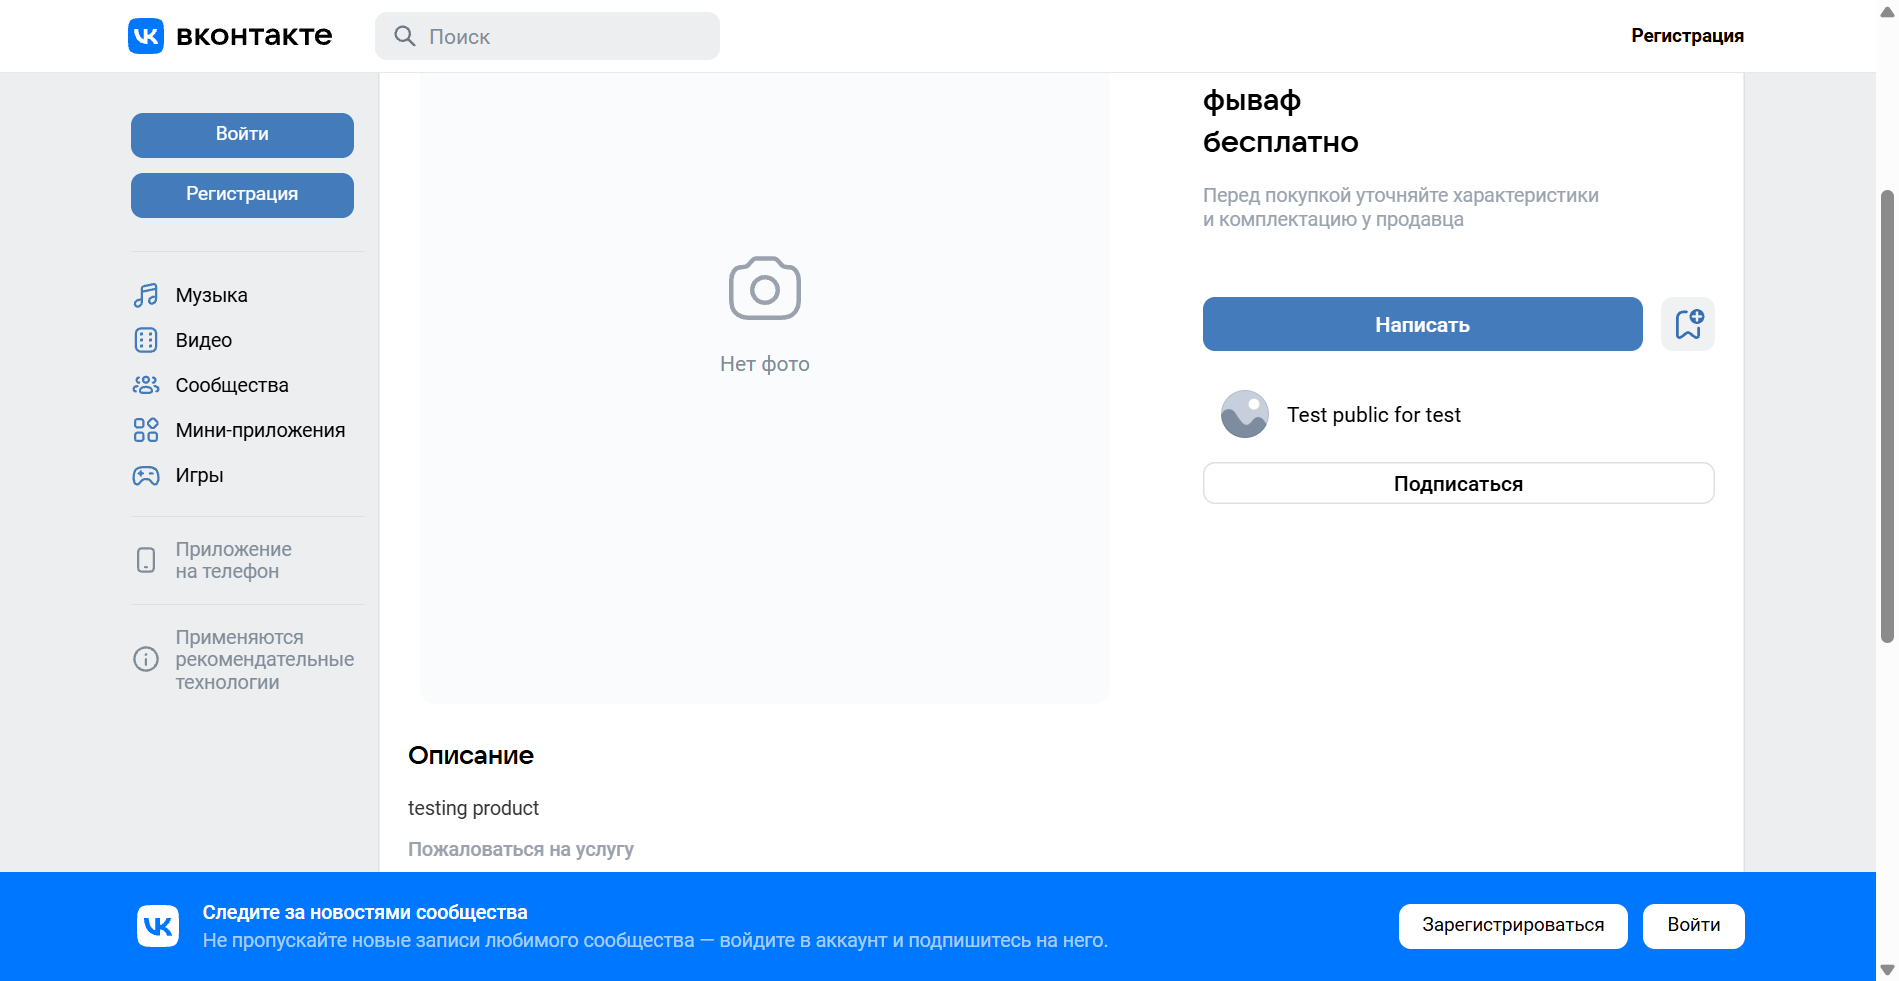 вконтакте
Поиск
Регистрация
Войти
Регистрация
Музыка
Видео
Сообщества
Мини-приложения
Игры
Приложение
на телефон
Применяются
рекомендательные
технологии
Нет фото
фываф
бесплатно
Перед покупкой уточняйте характеристики
и комплектацию у продавца
Написать
Test public for test
Подписаться
Описание
testing product
Пожаловаться на услугу
Следите за новостями сообщества
Не пропускайте новые записи любимого сообщества — войдите в аккаунт и подпишитесь на него.
Зарегистрироваться
Войти